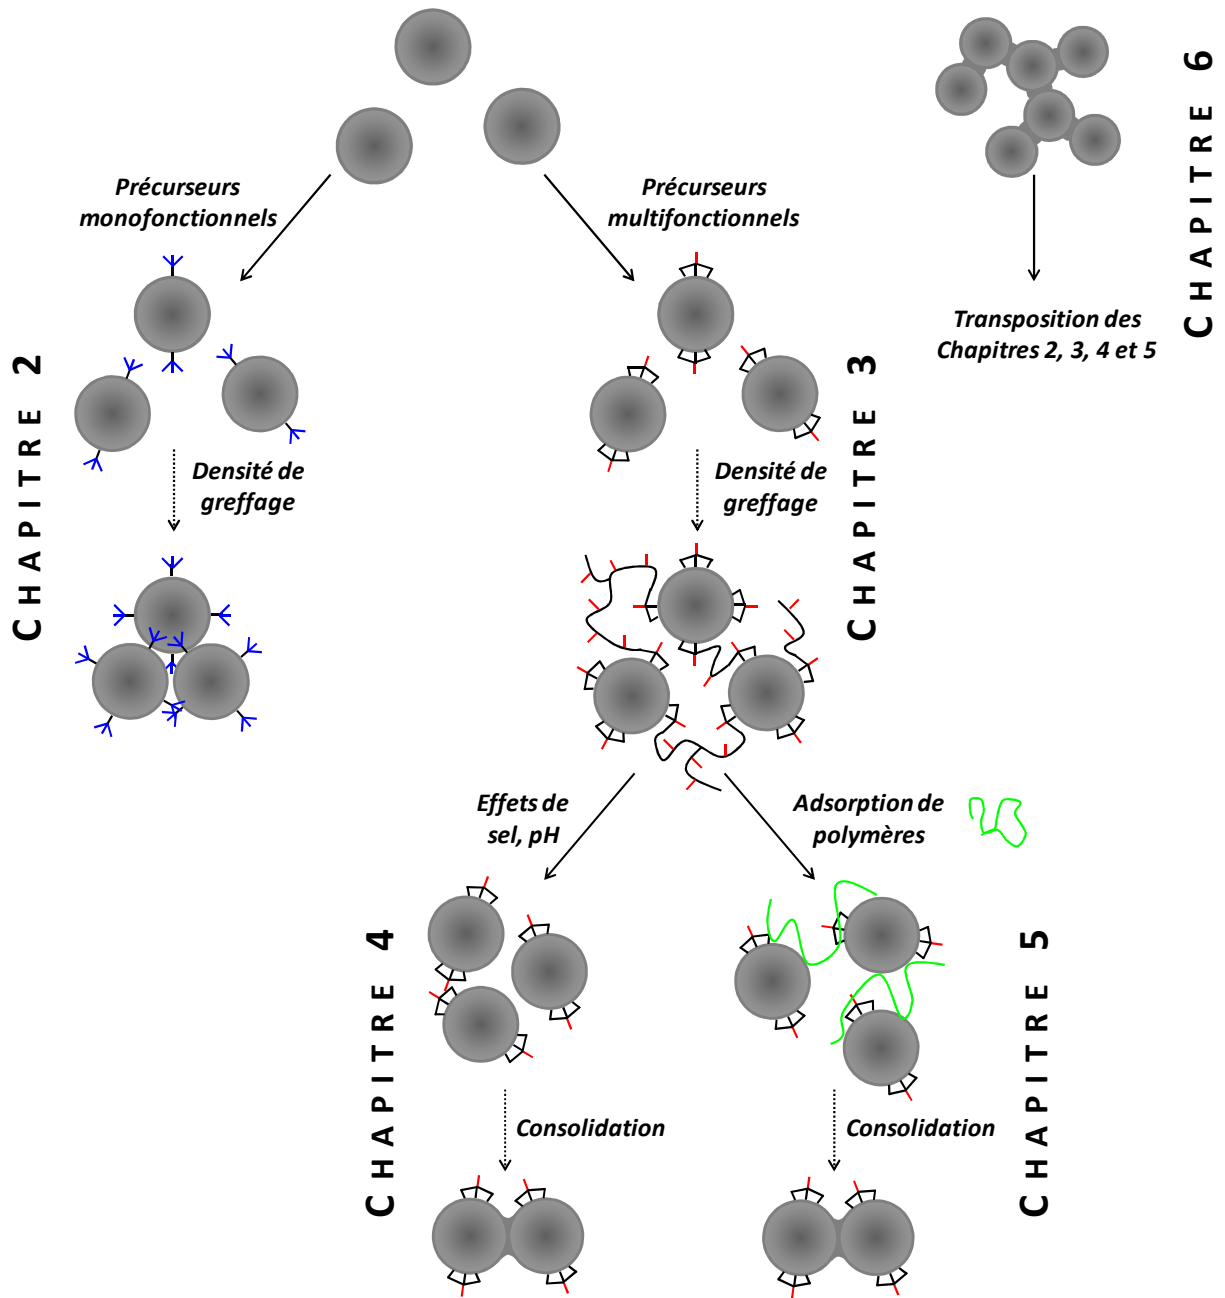 Précurseurs
monofonctionnels
Précurseurs
multifonctionnels
CHAPITRE 6
Transposition des
Chapitres 2, 3, 4 et 5
CHAPITRE 2
Densité de
greffage
CHAPITRE 3
Densité de
greffage
Effets de
sel, pH
Adsorption de
polymères
CHAPITRE 4
Consolidation
CHAPITRE 5
Consolidation